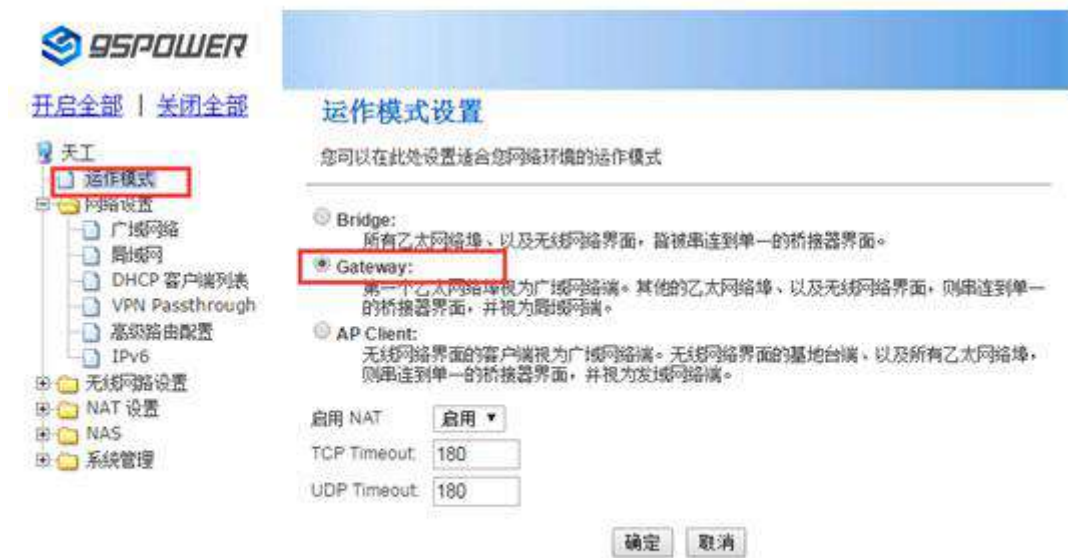 9SPOWER
开启全部 | 关闭全部
天工
运作模式
网络设置
广域网络
局域网
DHCP 客户端列表
VPN Passthrough
高级路由配置
IPv6
无线网路设置
NAT 设置
NAS
系统管理
运作模式设置
您可以在此处设置适合您网络环境的运作模式
Bridge:
所有乙太网络埠、以及无线网络界面，皆被串连到单一的桥接器界面。
Gateway:
第一个乙太网络埠视为广域网络端。其他的乙太网络埠、以及无线网络界面，则串连到单一
的桥接器界面，并视为局域网端。
AP Client:
无线网络界面的客户端视为广域网络端。无线网络界面的基地台端、以及所有乙太网络埠，
则串连到单一的桥接器界面，并视为发域网络端。
启用 NAT 启用
TCP Timeout: 180
UDP Timeout: 180
确定 取消